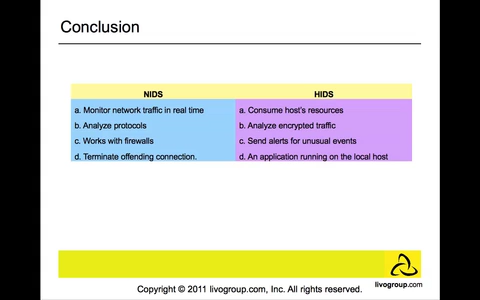 Conclusion
NIDS HIDS
a. Monitor network traffic in real time a. Consume host's resources
b. Analyze protocols b. Analyze encrypted traffic
c. Works with firewalls c. Send alerts for unusual events
d. Terminate offending connection. d. An application running on the local host
livogroup.com
Copyright © 2011 livogroup.com, Inc. All rights reserved.